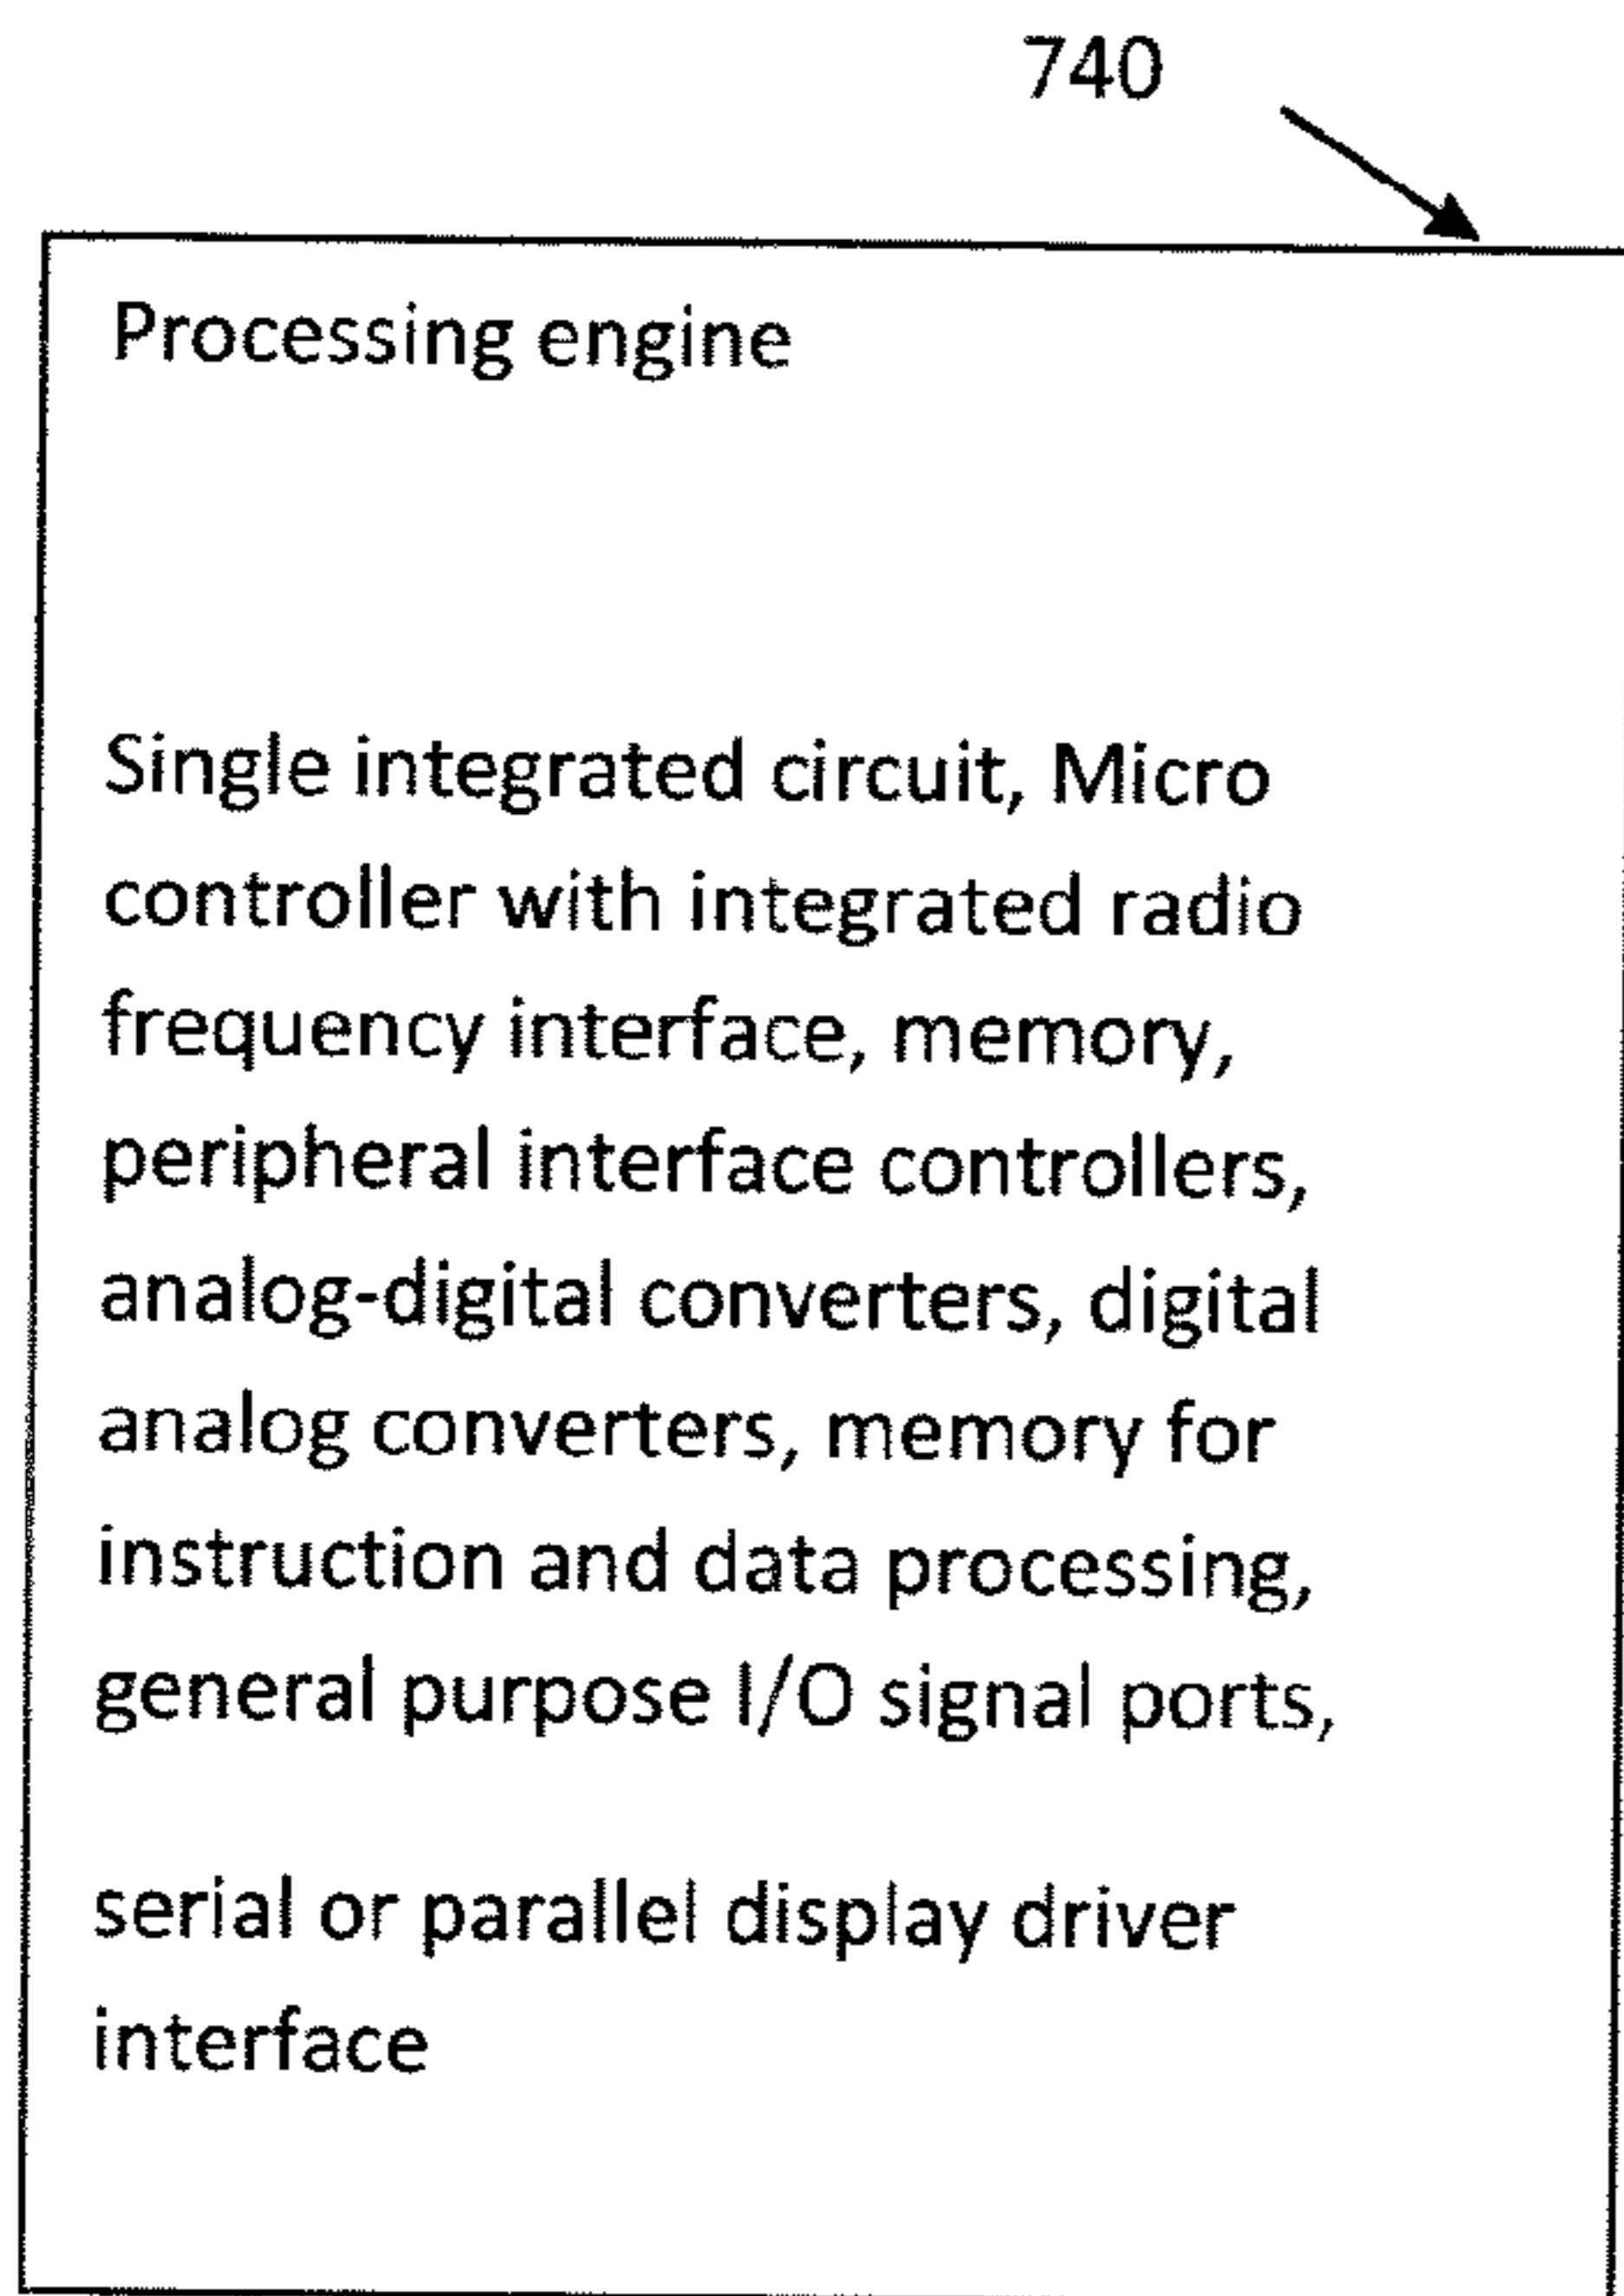 740
Processing engine
Single integrated circuit, Micro
controller with integrated radio
frequency interface, memory,
peripheral interface controllers,
analog-digital converters, digital
analog converters, memory for
instruction and data processing,
general purpose I/O signal ports,
serial or parallel display driver
interface